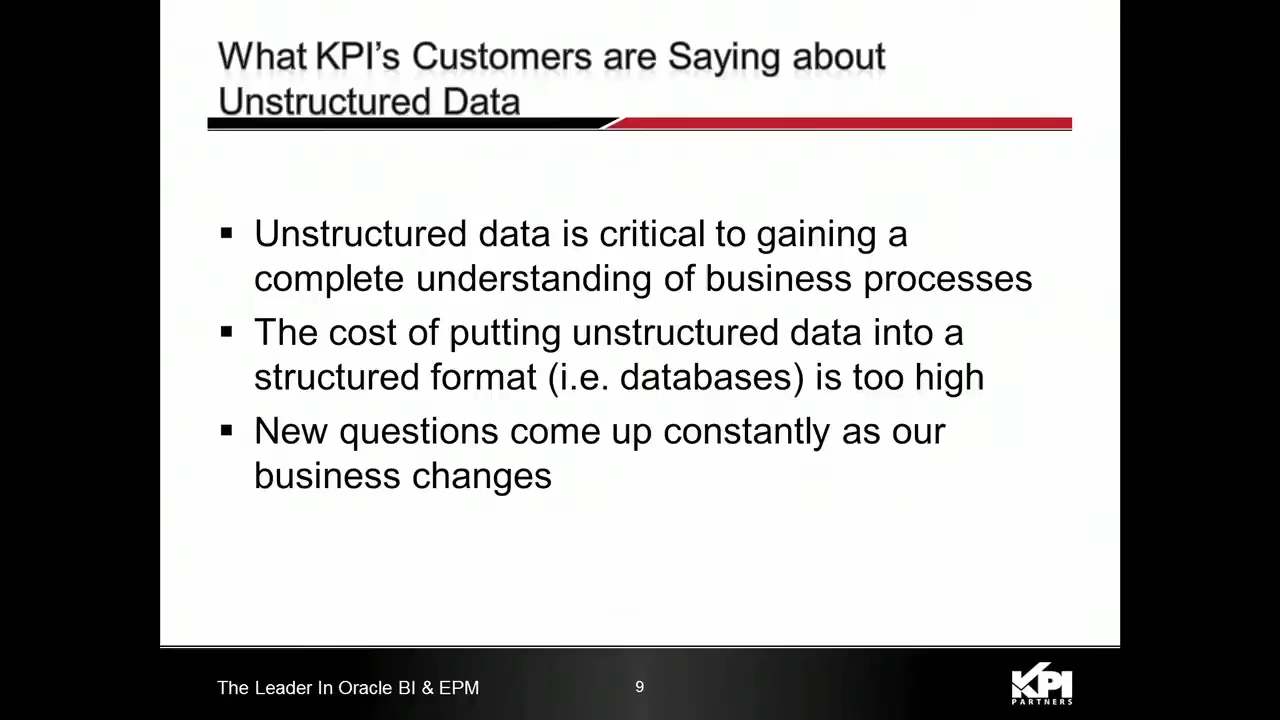 What KPI's Customers are Saying about
Unstructured Data
▪ Unstructured data is critical to gaining a
complete understanding of business processes
▪ The cost of putting unstructured data into a
structured format (i.e. databases) is too high
▪ New questions come up constantly as our
business changes
The Leader In Oracle BI & EPM
9
KPI
PARTNERS